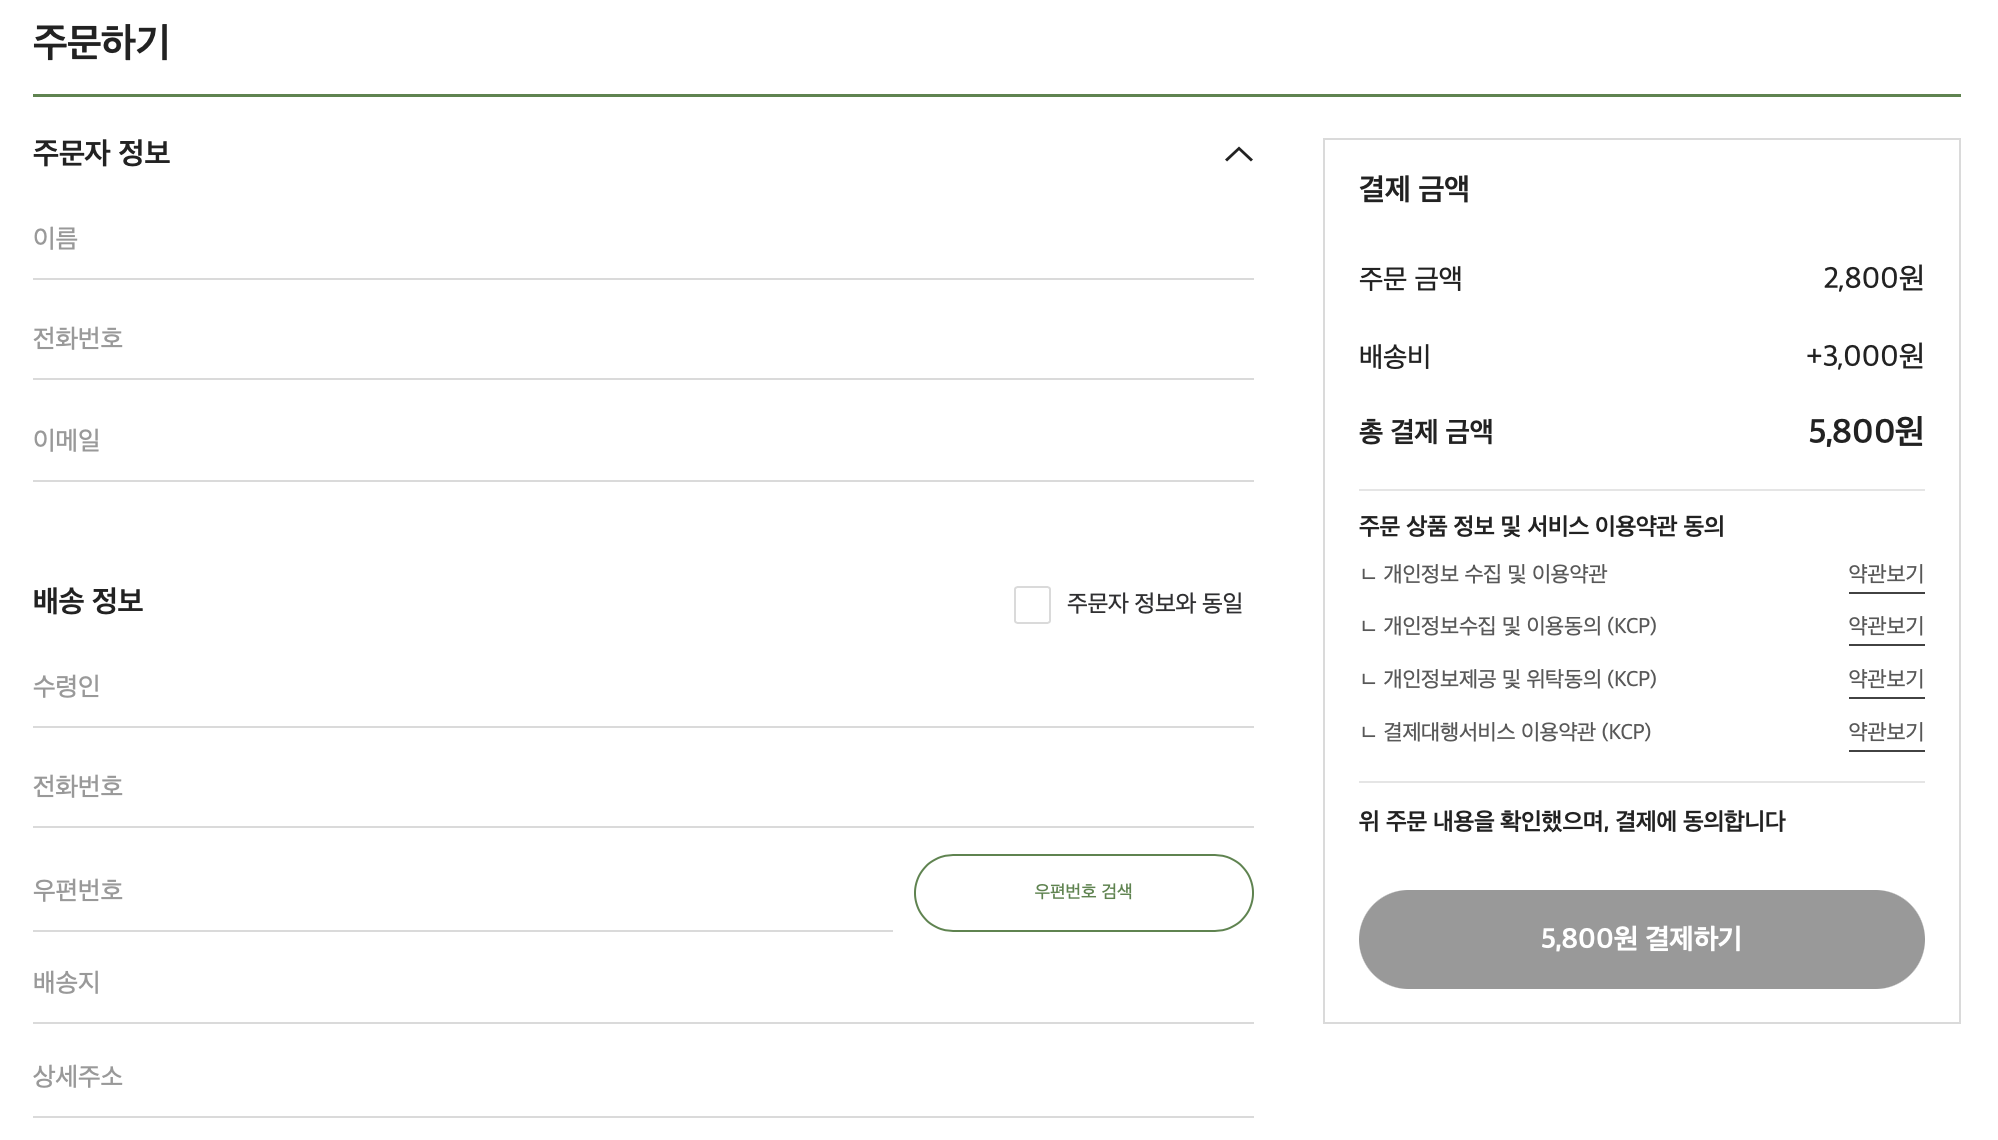 주문하기
주문자 정보
이름
전화번호
이메일
배송 정보
주문자 정보와 동일
수령인
전화번호
우편번호
우편번호 검색
배송지
상세주소
결제 금액
주문 금액 2,800원
배송비 +3,000원
총 결제 금액 5,800원
주문 상품 정보 및 서비스 이용약관 동의
ㄴ 개인정보 수집 및 이용약관 약관보기
ㄴ 개인정보수집 및 이용동의 (KCP) 약관보기
ㄴ 개인정보제공 및 위탁동의 (KCP) 약관보기
ㄴ 결제대행서비스 이용약관 (KCP) 약관보기
위 주문 내용을 확인했으며, 결제에 동의합니다
5,800원 결제하기